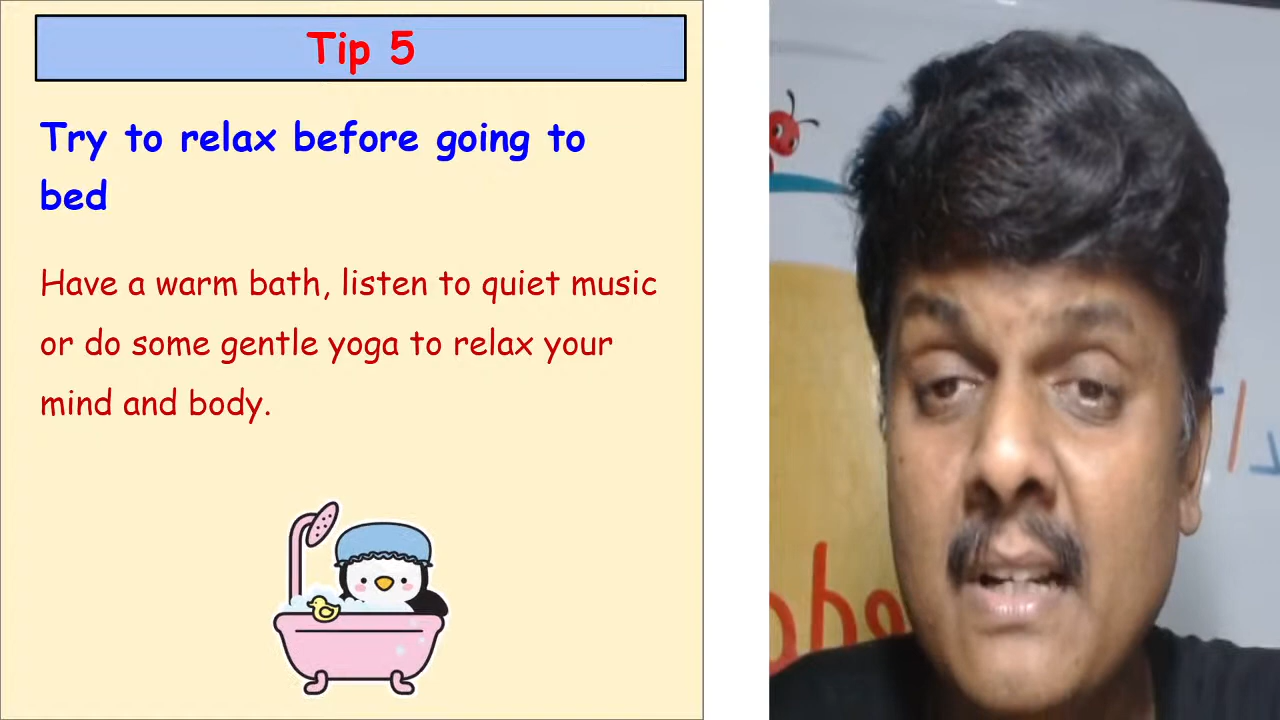 Tip 5
Try to relax before going to
bed
Have a warm bath, listen to quiet music
or do some gentle yoga to relax your
mind and body.